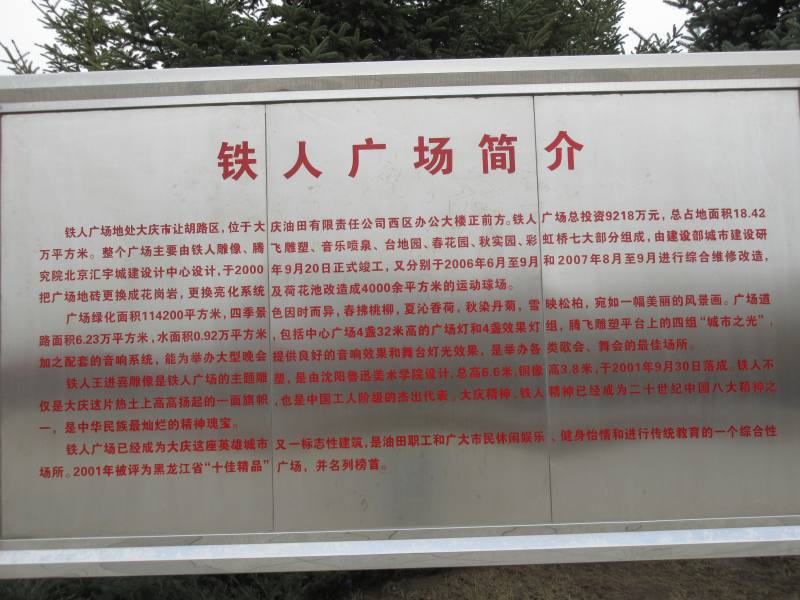 铁人广场简介
铁人广场地处大庆市让胡路区，位于大庆油田有限责任公司西区办公大楼正前方。铁人广场总投资9218万元，总占地面积18.42
万平方米。整个广场主要由铁人雕像、腾飞雕塑、音乐喷泉、台地园、春花园、秋实园、彩虹桥七大部分组成，由建设部城市建设研
究院北京汇宇城建设计中心设计，于2000年9月20日正式竣工，又分别于2006年6月至9月和2007年8月至9月进行综合维修改造，
把广场地砖更换成花岗岩，更换亮化系统及荷花池改造成4000余平方米的运动球场。
广场绿化面积114200平方米，四季景色因时而异，春拂桃柳，夏沁香荷，秋染丹菊，雪映松柏，宛如一幅美丽的风景画。广场道
路面积6.23万平方米，水面积0.92万平方米，包括中心广场4盏32米高的广场灯和4盏效果灯组，腾飞雕塑平台上的四组“城市之光”，
加之配套的音响系统，能为举办大型晚会提供良好的音响效果和舞台灯光效果，是举办各类歌会、舞会的最佳场所。
铁人王进喜雕像是铁人广场的主题雕塑，是由沈阳鲁迅美术学院设计，总高6.6米，铜像高3.8米，于2001年9月30日落成。铁人不
仅是大庆这片热土上高高扬起的一面旗帜，也是中国工人阶级的杰出代表。大庆精神，铁人精神已经成为二十世纪中国八大精神之
一，是中华民族最灿烂的精神瑰宝。
铁人广场已经成为大庆这座英雄城市又一标志性建筑，是油田职工和广大市民休闲娱乐、健身怡情和进行传统教育的一个综合性
场所。2001年被评为黑龙江省“十佳精品”广场，并名列榜首。